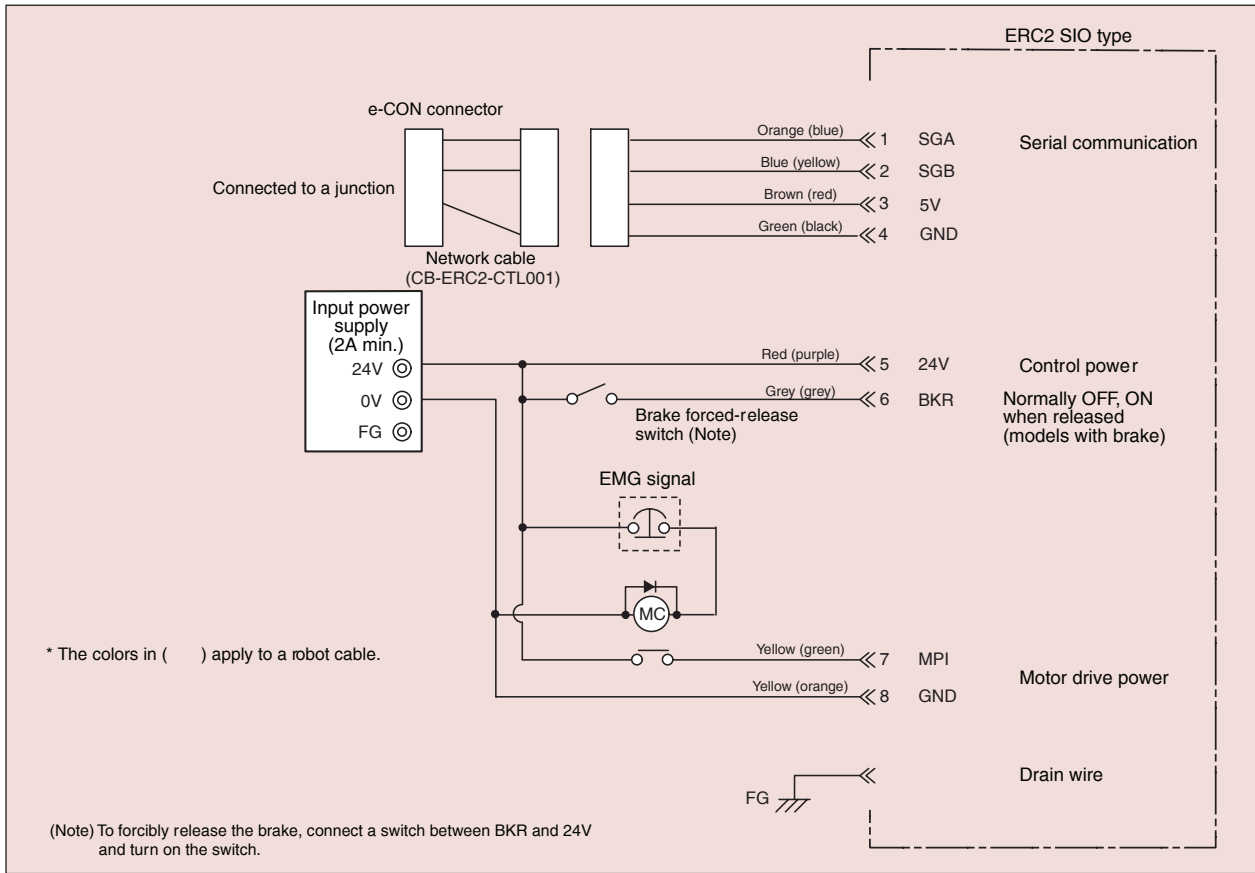 ERC2 SIO type
e-CON connector
Connected to a junction
Network cable
(CB-ERC2-CTL001)
Orange (blue) 1 SGA
Serial communication
Blue (yellow) 2 SGB
Brown (red) 3 5V
Green (black) 4 GND
Input power
supply
(2A min.)
24V
0V
FG
Red (purple) 5 24V
Control power
Grey (grey) 6 BKR
Normally OFF, ON
when released
(models with brake)
Brake forced-release
switch (Note)
EMG signal
MC
* The colors in ( ) apply to a robot cable.
Yellow (green) 7 MPI
Motor drive power
Yellow (orange) 8 GND
Drain wire
FG
(Note) To forcibly release the brake, connect a switch between BKR and 24V
and turn on the switch.